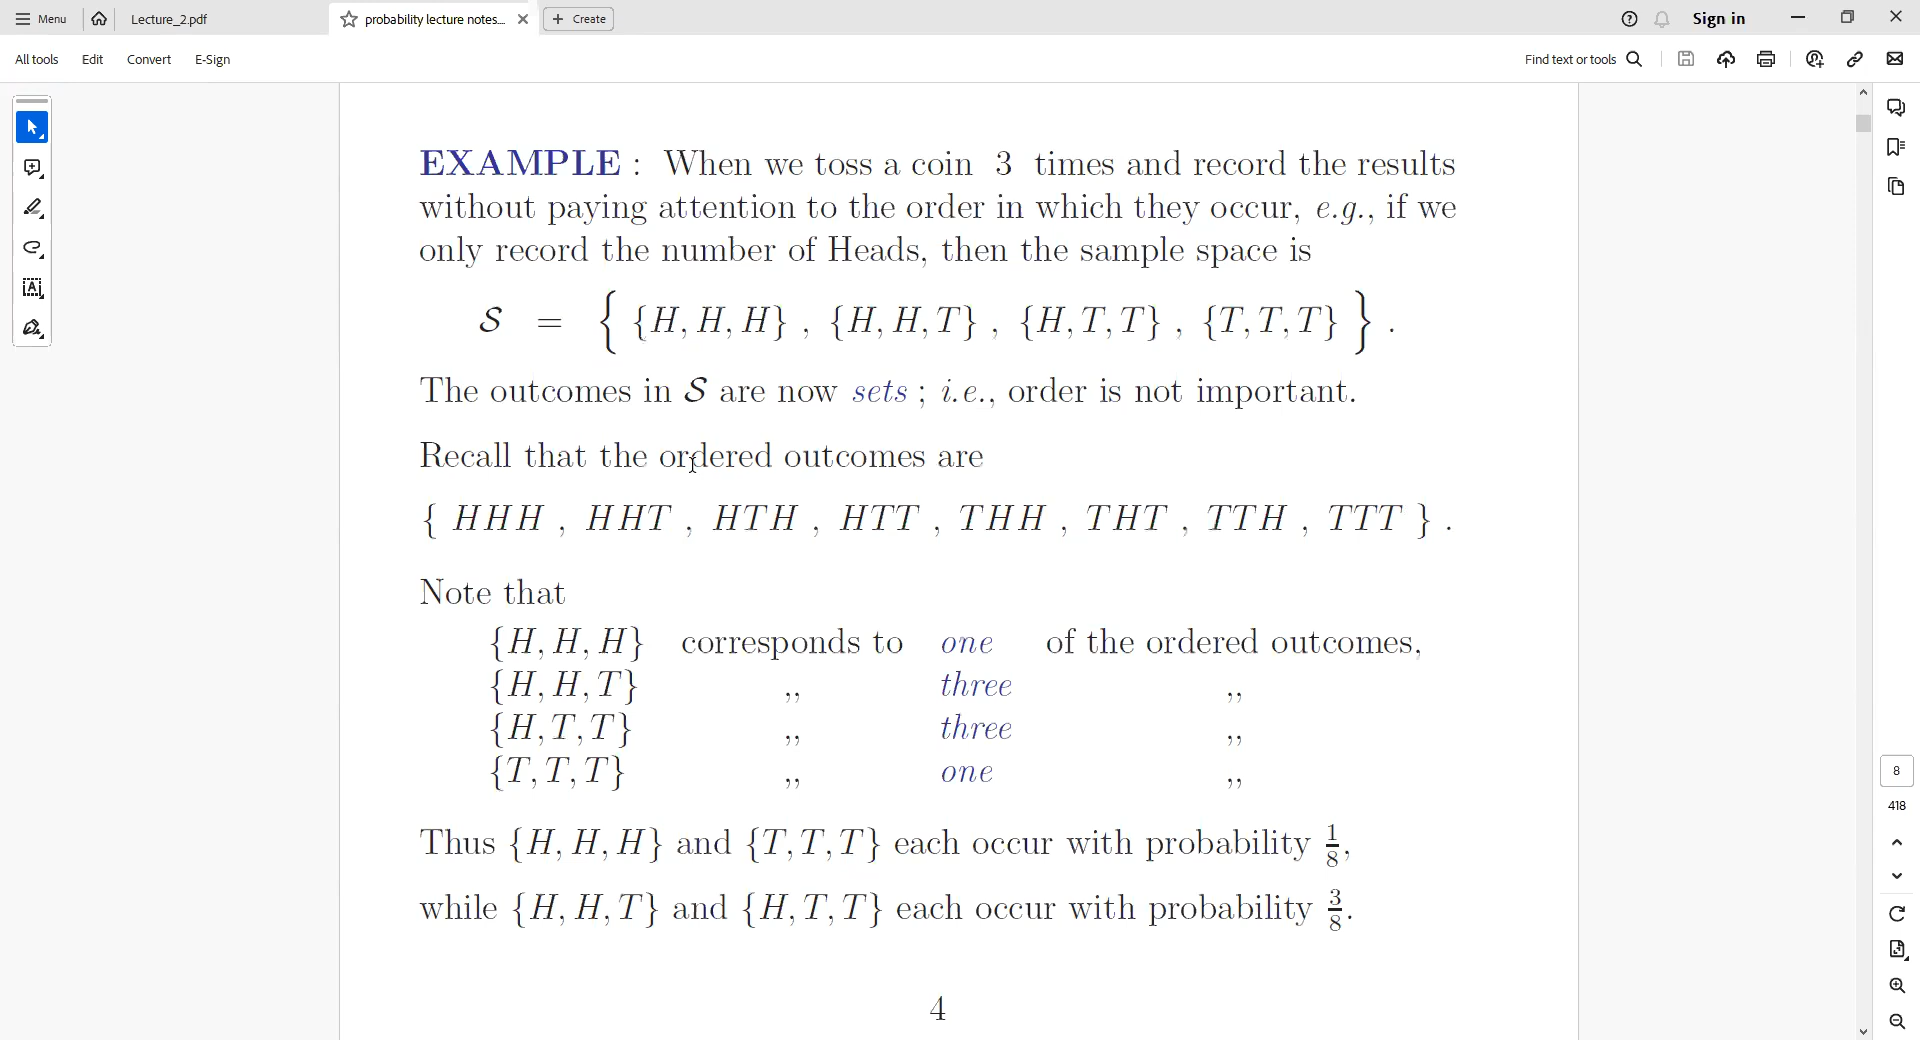 Menu Lecture_2.pdf probability lecture notes... Create Sign in
All tools Edit Convert E-Sign Find text or tools
EXAMPLE : When we toss a coin 3 times and record the results
without paying attention to the order in which they occur, e.g., if we
only record the number of Heads, then the sample space is
𝒮 = { {H, H, H} , {H, H, T} , {H, T, T} , {T, T, T} } .
The outcomes in 𝒮 are now sets ; i.e., order is not important.
Recall that the ordered outcomes are
{ HHH , HHT , HTH , HTT , THH , THT , TTH , TTT } .
Note that
{H, H, H} corresponds to one of the ordered outcomes,
{H, H, T} ,, three ,,
{H, T, T} ,, three ,,
{T, T, T} ,, one ,,
Thus {H, H, H} and {T, T, T} each occur with probability 1/8,
while {H, H, T} and {H, T, T} each occur with probability 3/8.
4
8
418